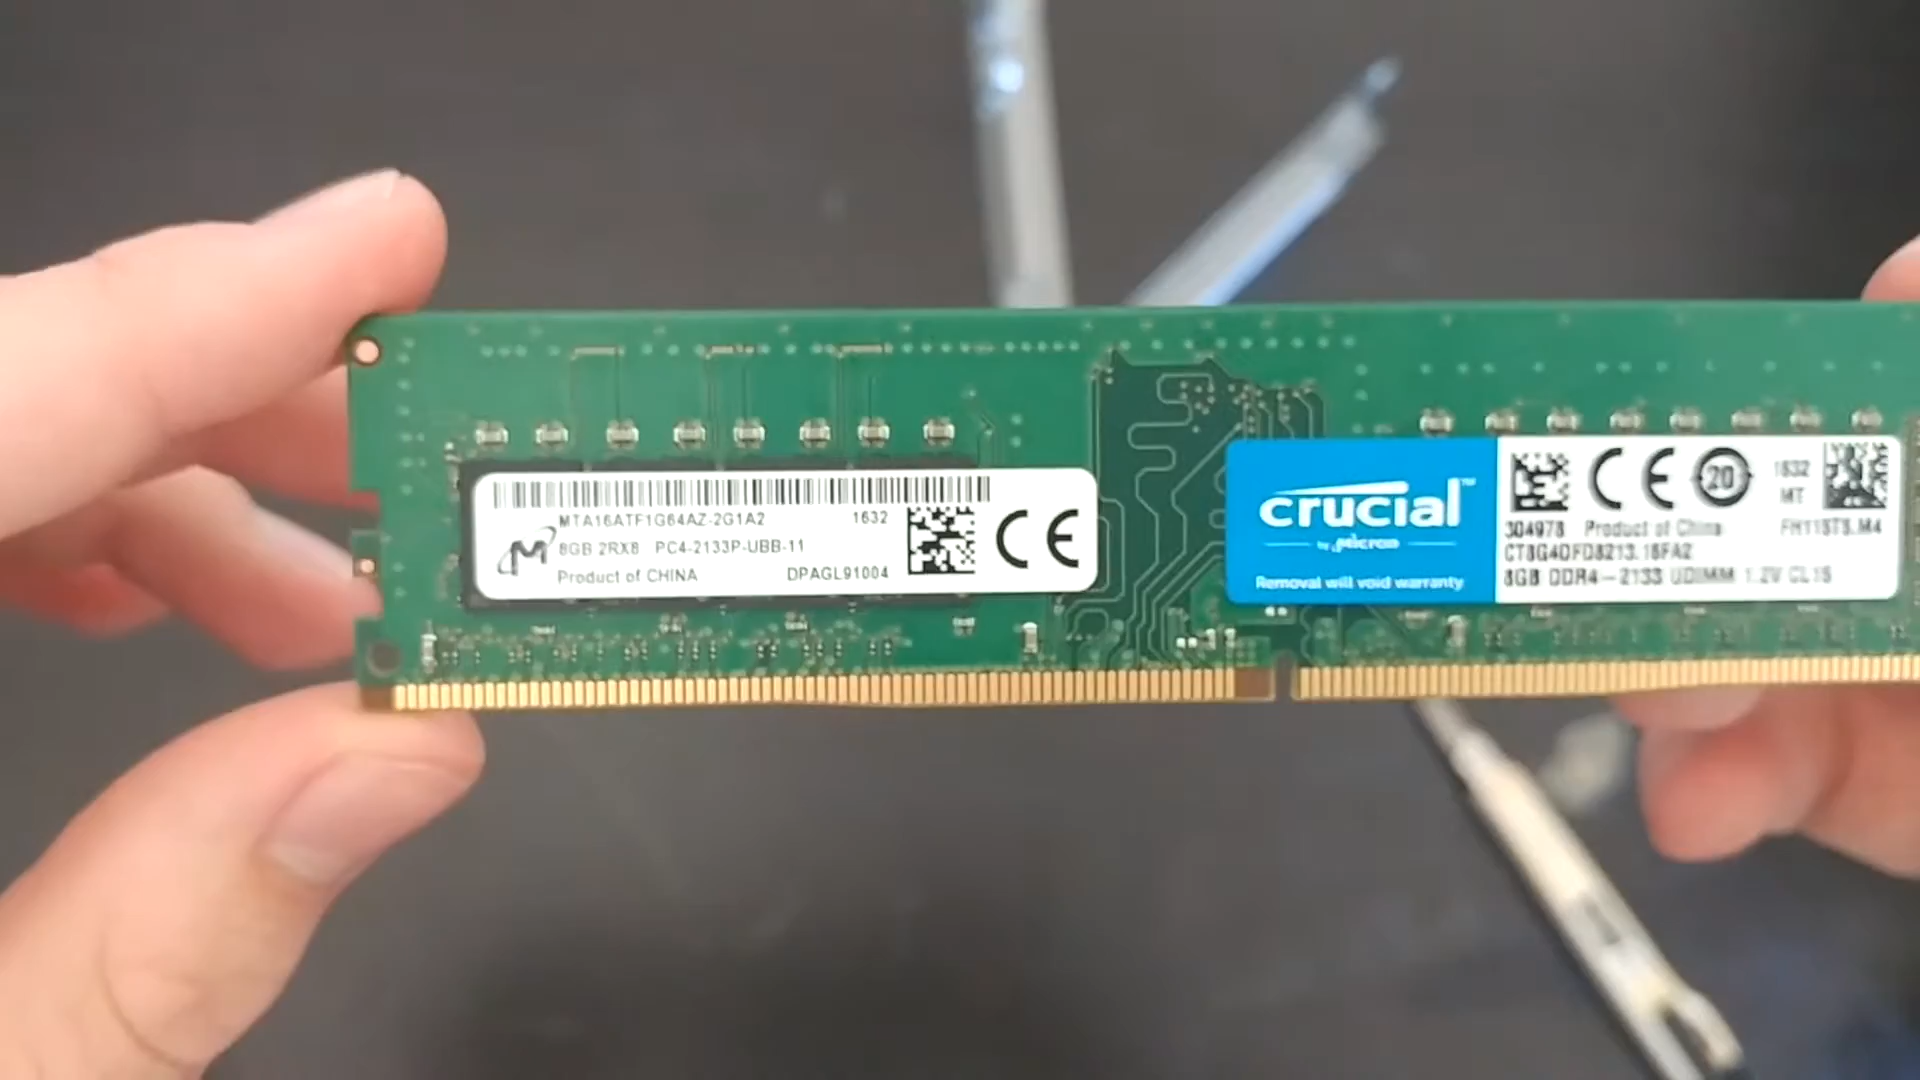 MTA16ATF1G64AZ-2G1A2 1632
8GB 2RX8 PC4-2133P-UBB-11
Product of CHINA DPAGL91004
CE
crucial™
by Micron
Removal will void warranty
CE 20 1632
MT
304978 Product of China FH11ST8.M4
CT8G4DFD8213.16FA2
8GB DDR4-2133 UDIMM 1.2V CL15